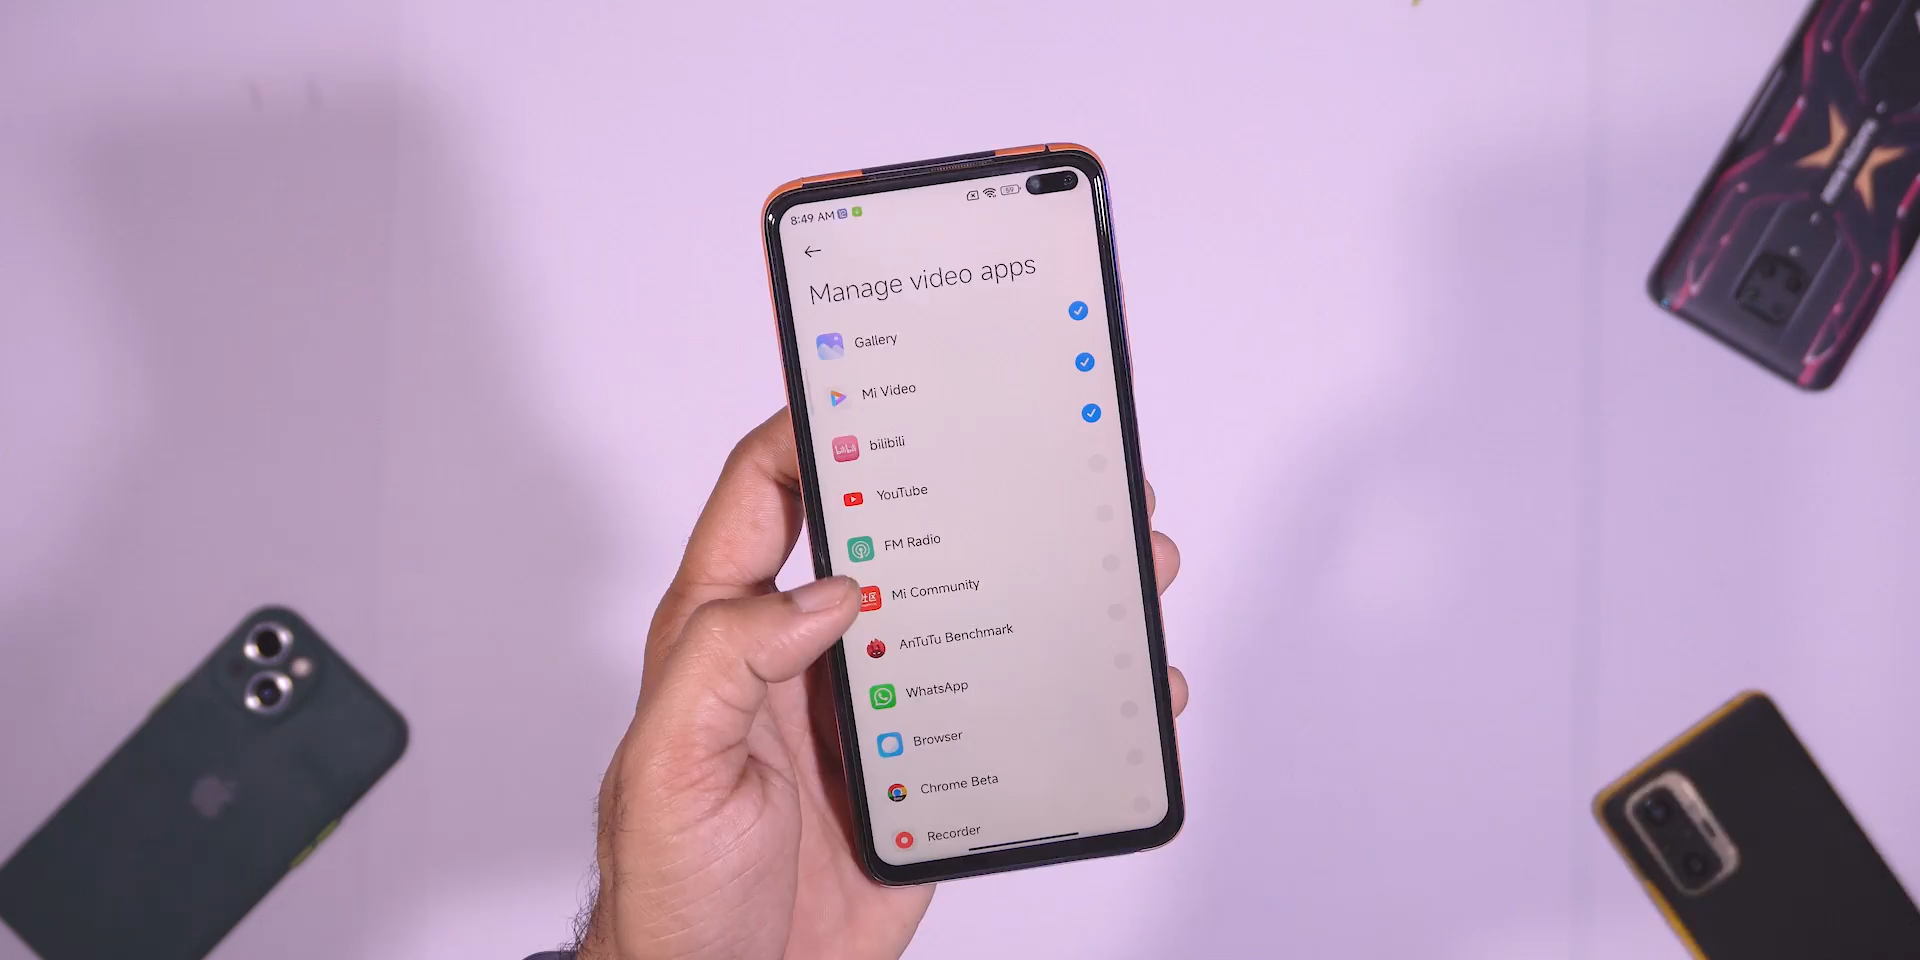 8:49 AM
59
Manage video apps
Gallery
Mi Video
bilibili
YouTube
FM Radio
Mi Community
AnTuTu Benchmark
WhatsApp
Browser
Chrome Beta
Recorder